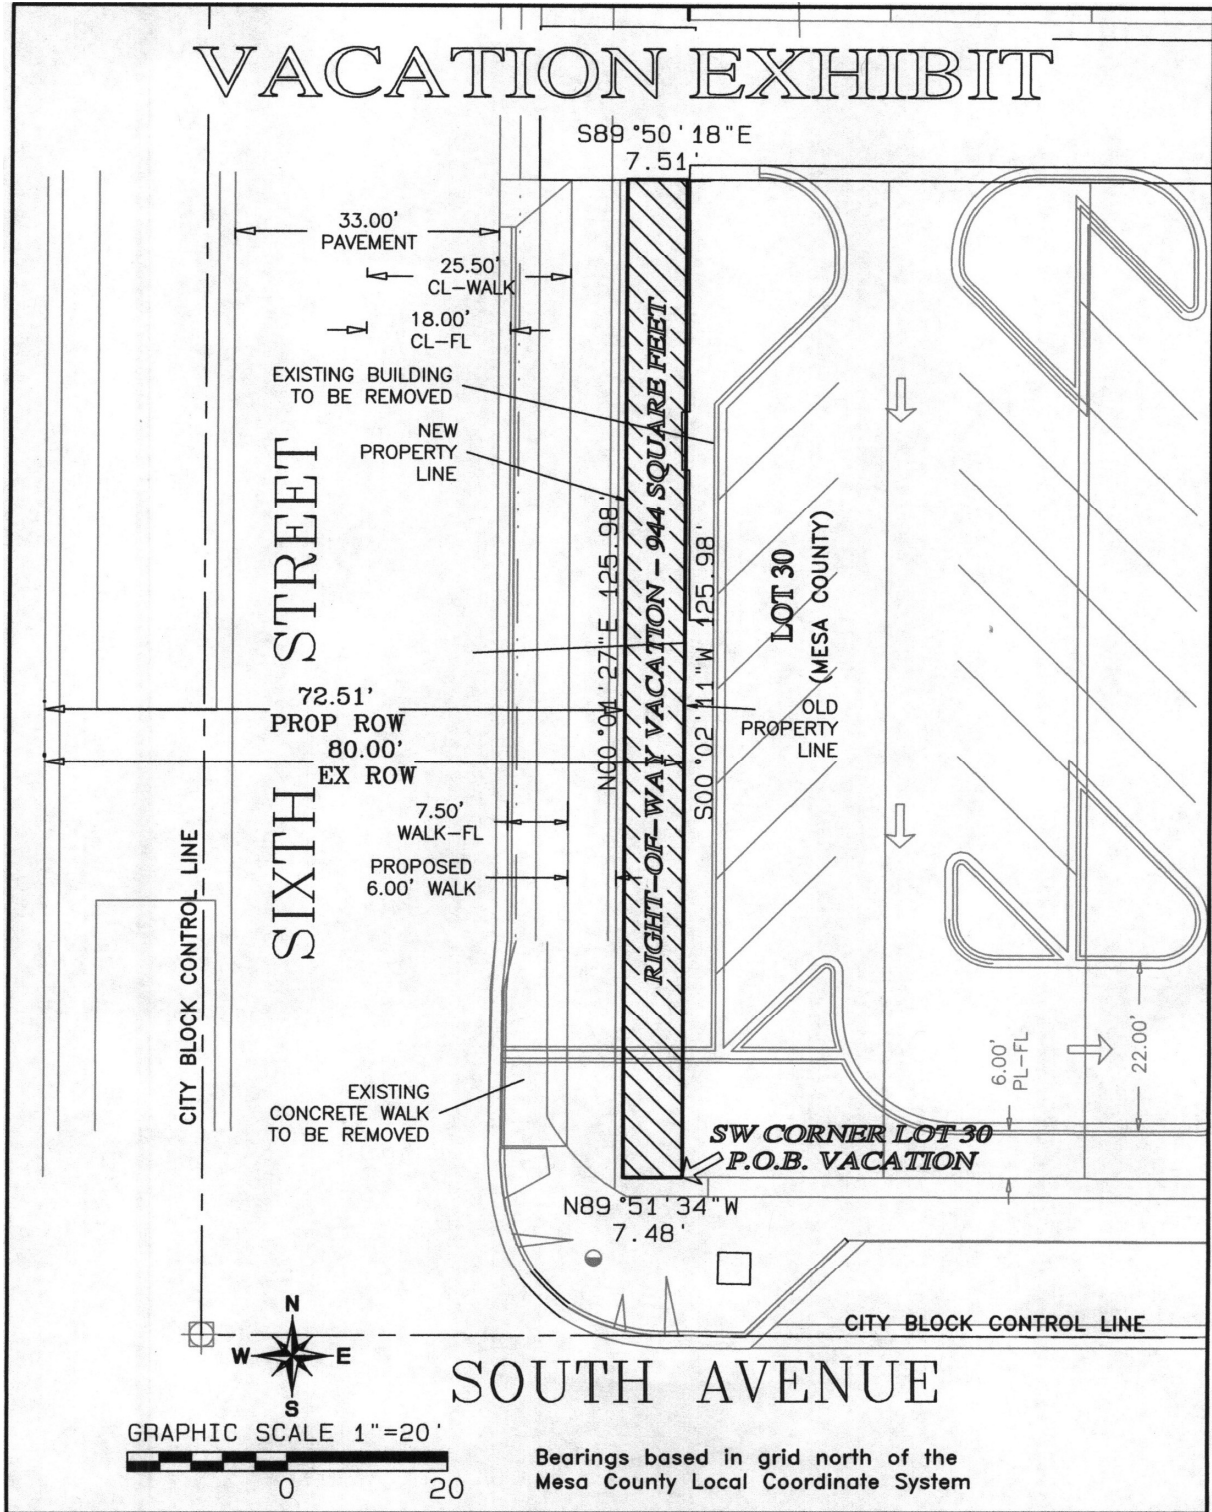 VACATION EXHIBIT
S89°50'18"E
7.51'
33.00'
PAVEMENT
25.50'
CL-WALK
18.00'
CL-FL
EXISTING BUILDING
TO BE REMOVED
NEW
PROPERTY
LINE
SIXTH STREET
N00°01'27"E 125.98'
RIGHT-OF-WAY VACATION - 944 SQUARE FEET
S00°02'11"W 125.98'
LOT 30
(MESA COUNTY)
72.51'
PROP ROW
80.00'
EX ROW
OLD
PROPERTY
LINE
7.50'
WALK-FL
PROPOSED
6.00' WALK
CITY BLOCK CONTROL LINE
EXISTING
CONCRETE WALK
TO BE REMOVED
6.00'
PL-FL
22.00'
SW CORNER LOT 30
P.O.B. VACATION
N89°51'34"W
7.48'
CITY BLOCK CONTROL LINE
N
W E
S
SOUTH AVENUE
GRAPHIC SCALE 1"=20'
0 20
Bearings based in grid north of the
Mesa County Local Coordinate System